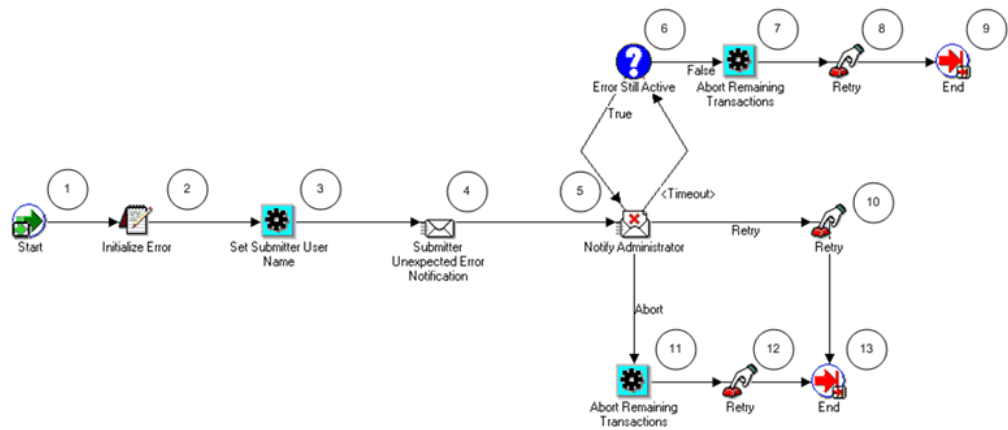 6
7
8
9
Error Still Active
False
Abort Remaining
Transactions
Retry
End
True
1
2
3
4
5
<Timeout>
10
Start
Initialize Error
Set Submitter User
Name
Submitter
Unexpected Error
Notification
Notify Administrator
Retry
Retry
Abort
11
12
13
Abort Remaining
Transactions
Retry
End